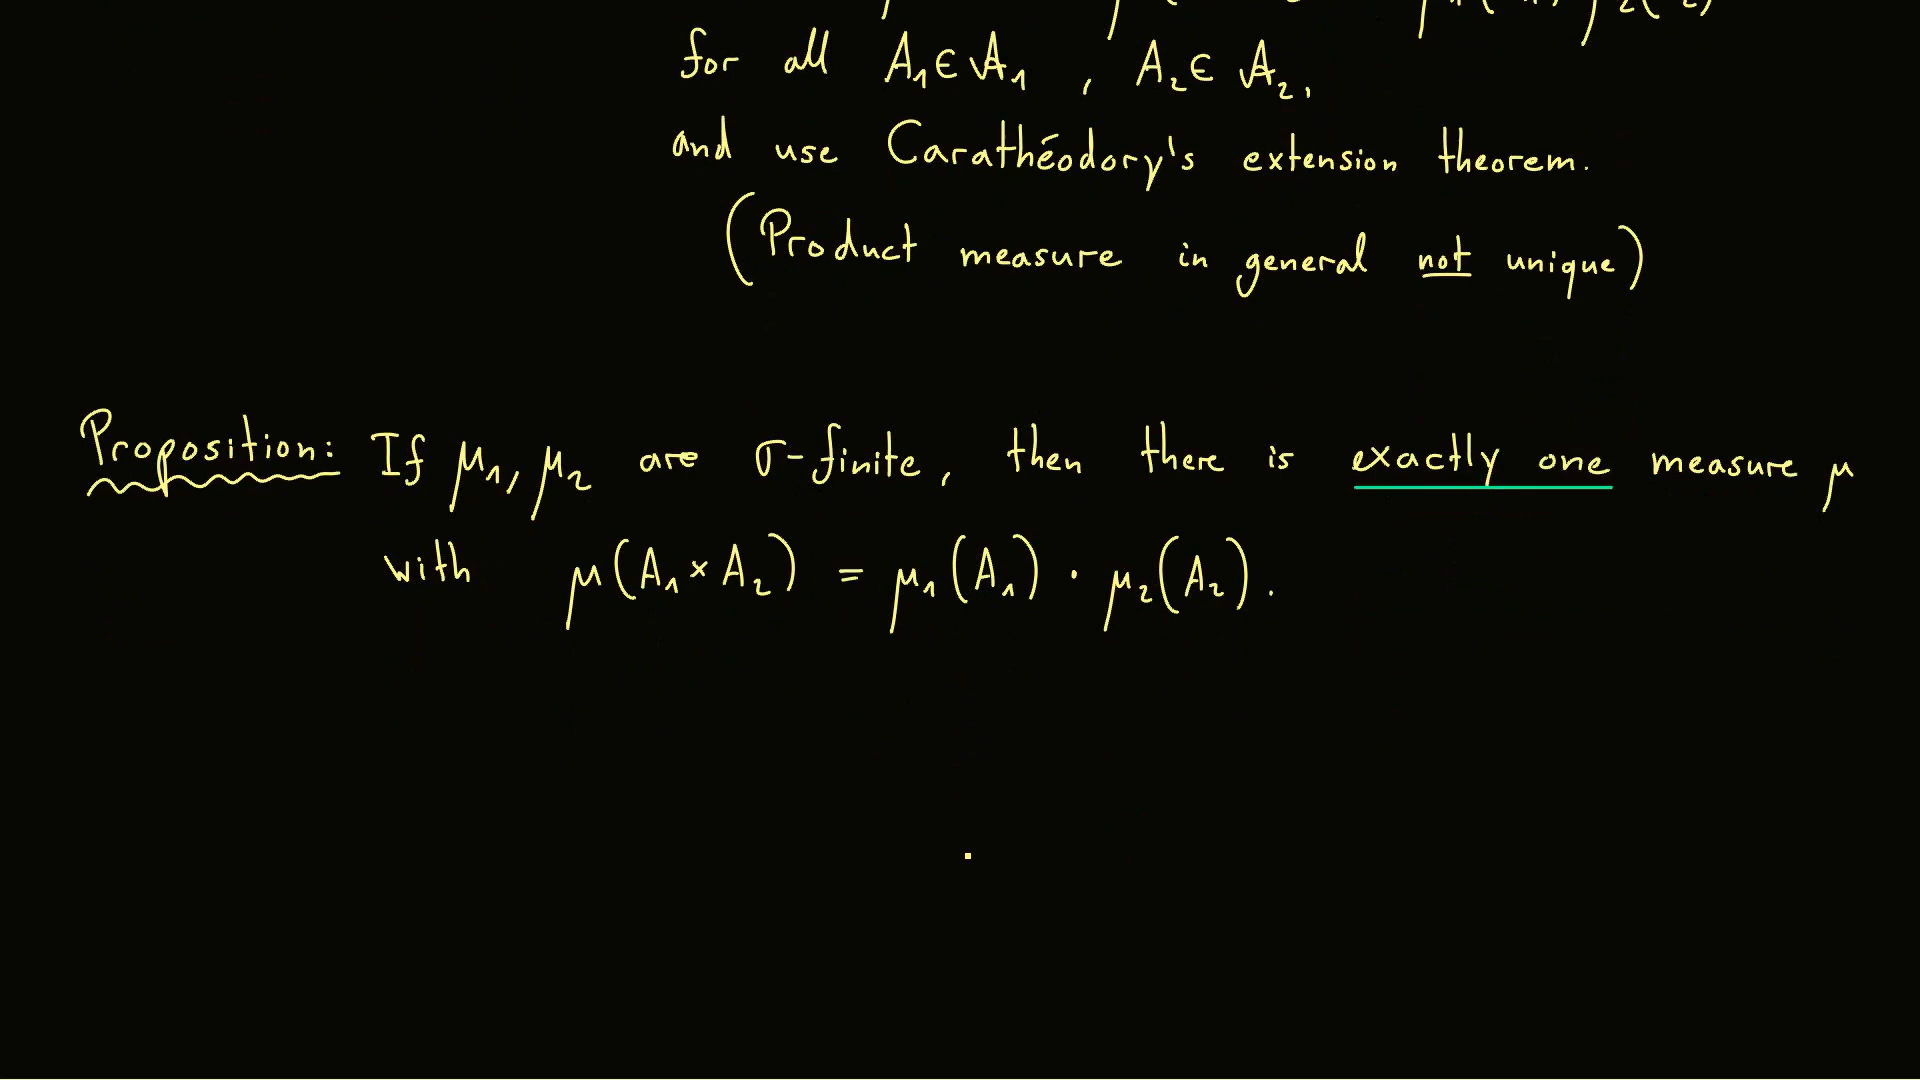 for all A₁ ∈ 𝒜₁ , A₂ ∈ 𝒜₂,
and use Carathéodory's extension theorem.
(Product measure in general not unique)
Proposition: If μ₁, μ₂ are σ-finite, then there is exactly one measure μ
with μ(A₁ × A₂) = μ₁(A₁) · μ₂(A₂).